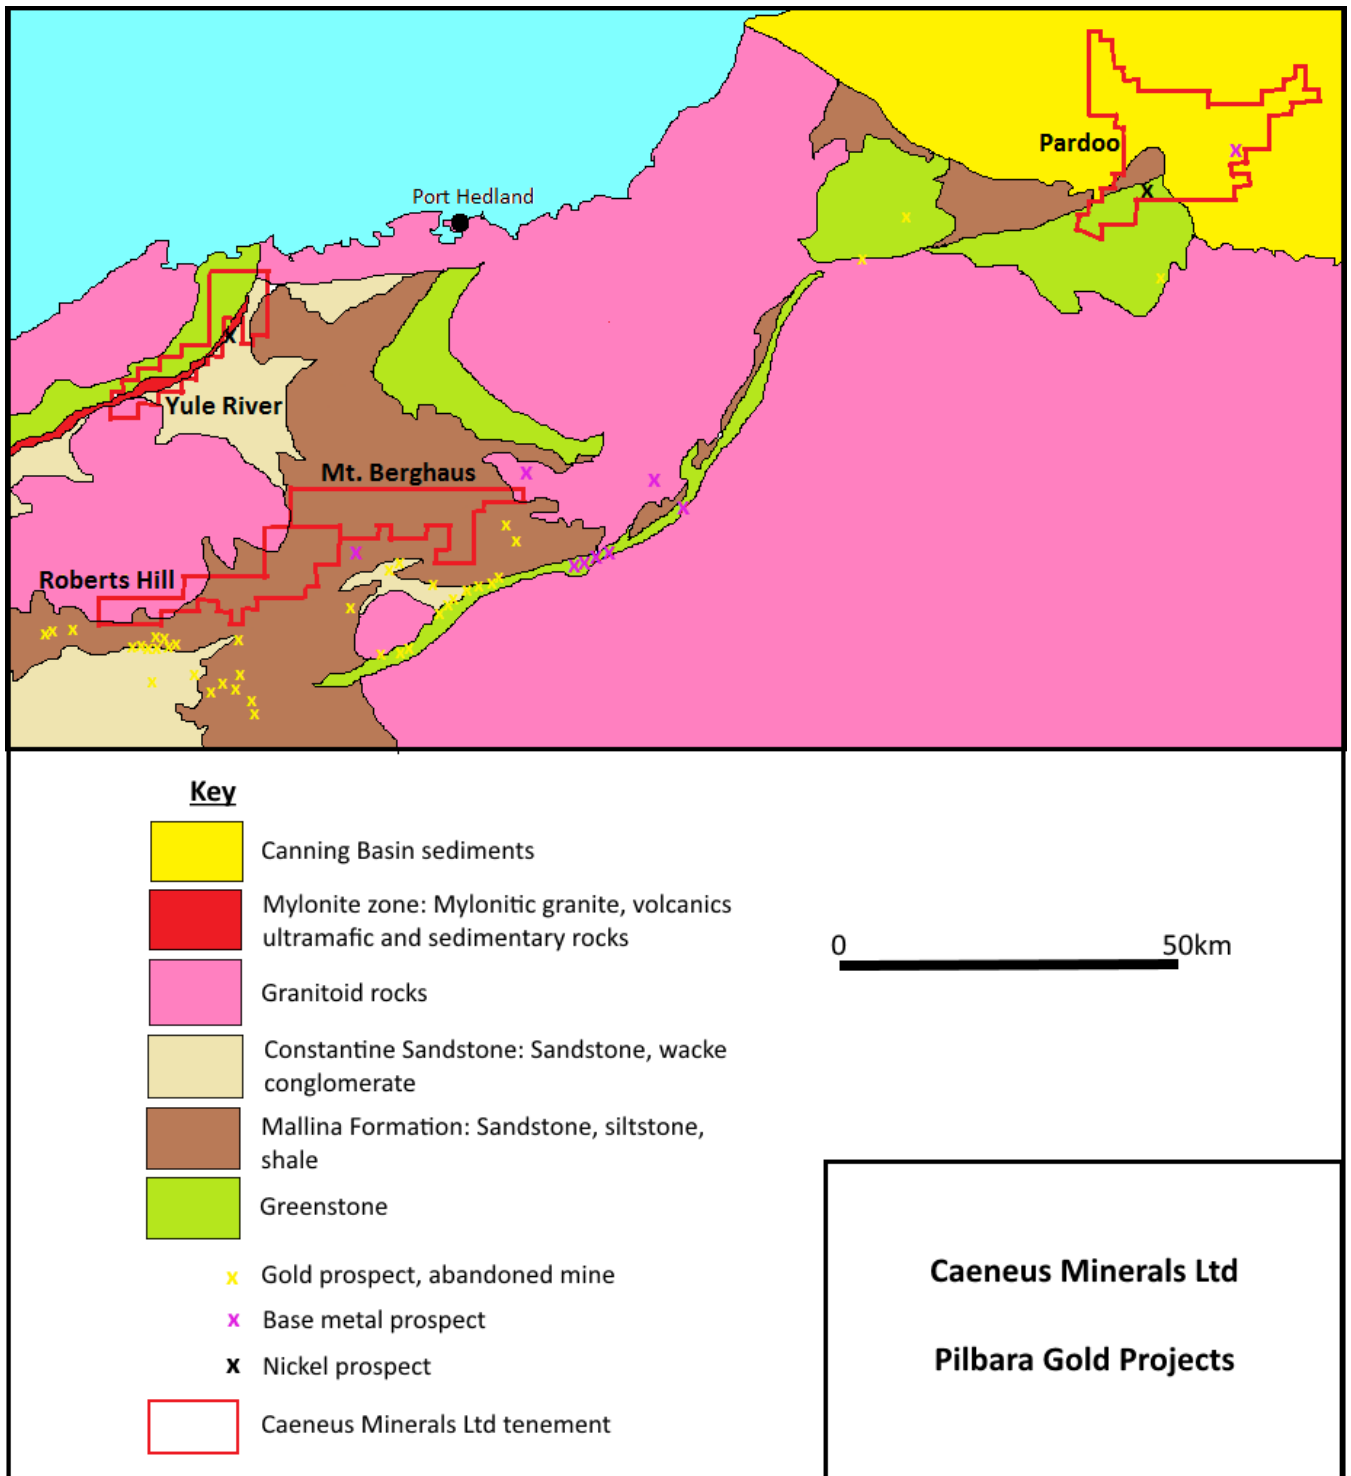 Pardoo
Port Hedland
Yule River
Mt. Berghaus
Roberts Hill
Key
Canning Basin sediments
Mylonite zone: Mylonitic granite, volcanics
ultramafic and sedimentary rocks
Granitoid rocks
Constantine Sandstone: Sandstone, wacke
conglomerate
Mallina Formation: Sandstone, siltstone,
shale
Greenstone
x Gold prospect, abandoned mine
x Base metal prospect
x Nickel prospect
Caeneus Minerals Ltd tenement
0 50km
Caeneus Minerals Ltd
Pilbara Gold Projects